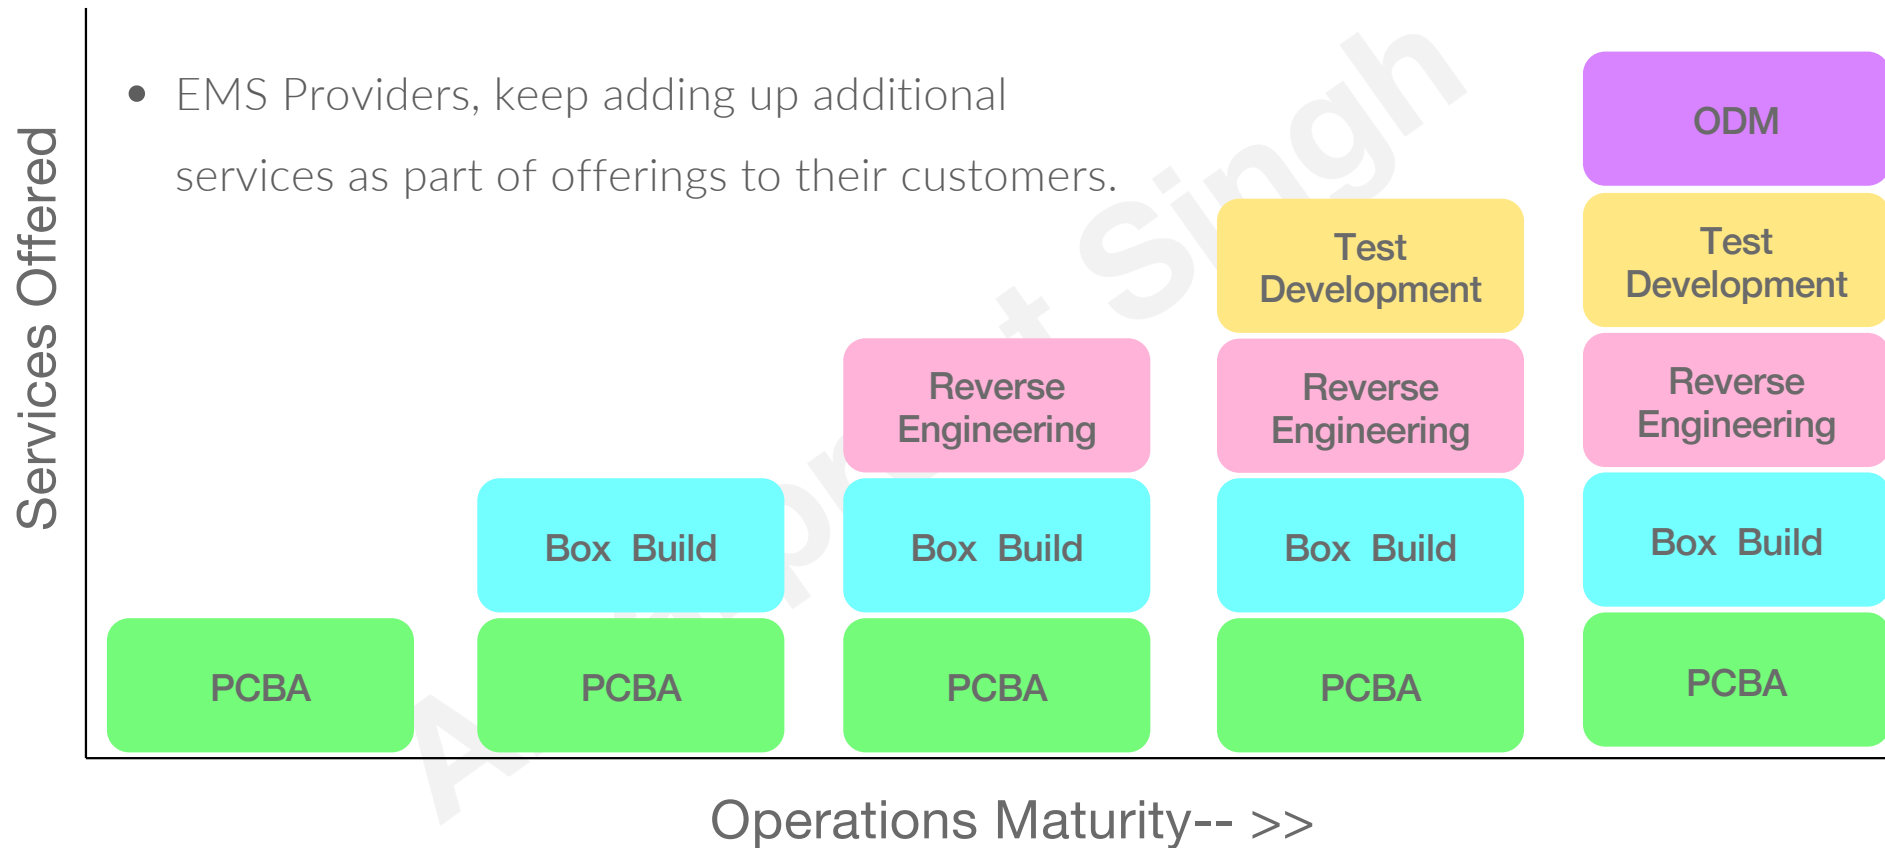 • EMS Providers, keep adding up additional
services as part of offerings to their customers.
Services Offered
ODM
Test
Development
Test
Development
Reverse
Engineering
Reverse
Engineering
Reverse
Engineering
Box Build
Box Build
Box Build
Box Build
PCBA
PCBA
PCBA
PCBA
PCBA
Operations Maturity-- >>
Singh